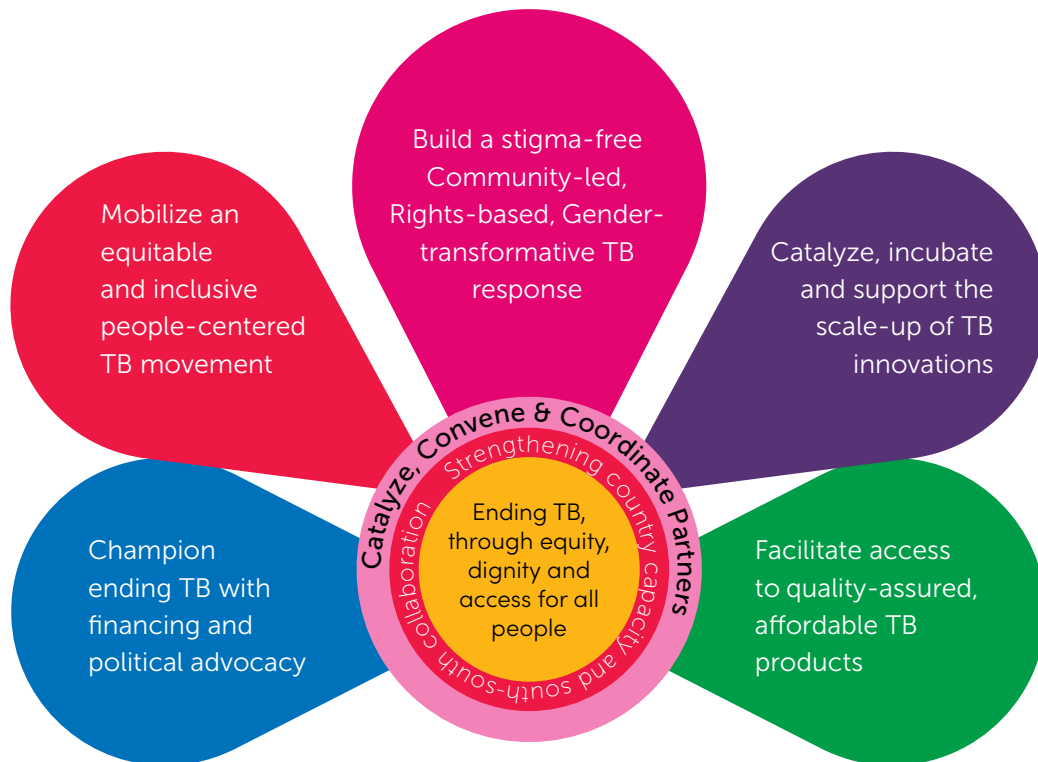 Build a stigma-free
Community-led,
Rights-based, Gender-
transformative TB
response
Mobilize an
equitable
and inclusive
people-centered
TB movement
Catalyze, incubate
and support the
scale-up of TB
innovations
Catalyze, Convene & Coordinate Partners
Strengthening country capacity and south-south collaboration
Ending TB,
through equity,
dignity and
access for all
people
Champion
ending TB with
financing and
political advocacy
Facilitate access
to quality-assured,
affordable TB
products